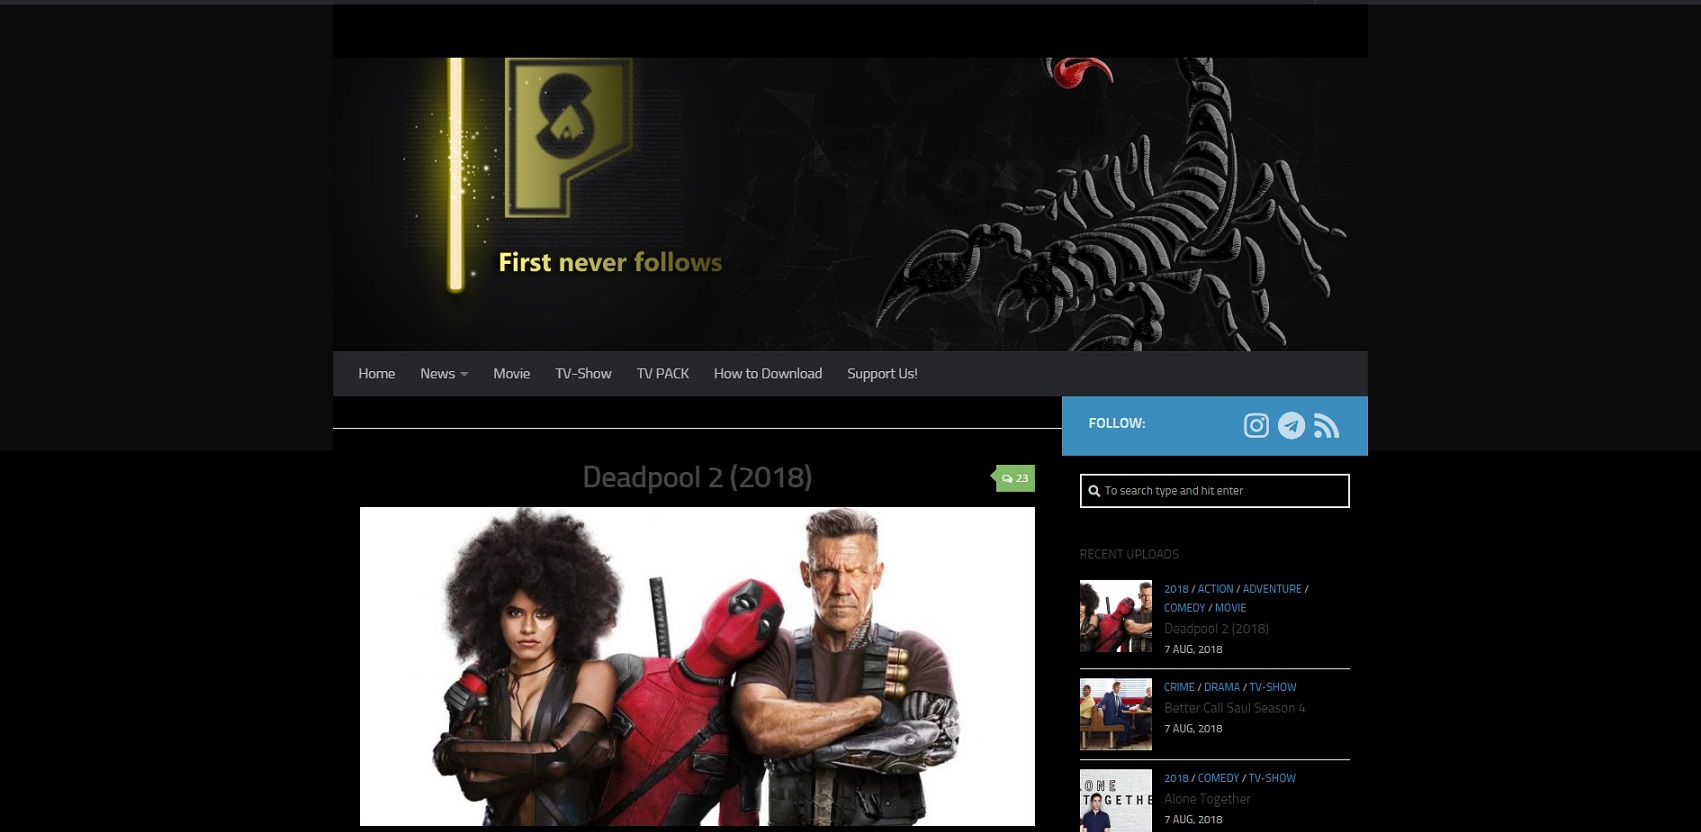 First never follows
Home News Movie TV-Show TV PACK How to Download Support Us!
FOLLOW:
Deadpool 2 (2018)
23
To search type and hit enter
RECENT UPLOADS
2018 / ACTION / ADVENTURE /
COMEDY / MOVIE
Deadpool 2 (2018)
7 AUG, 2018
CRIME / DRAMA / TV-SHOW
Better Call Saul Season 4
7 AUG, 2018
2018 / COMEDY / TV-SHOW
Alone Together
7 AUG, 2018